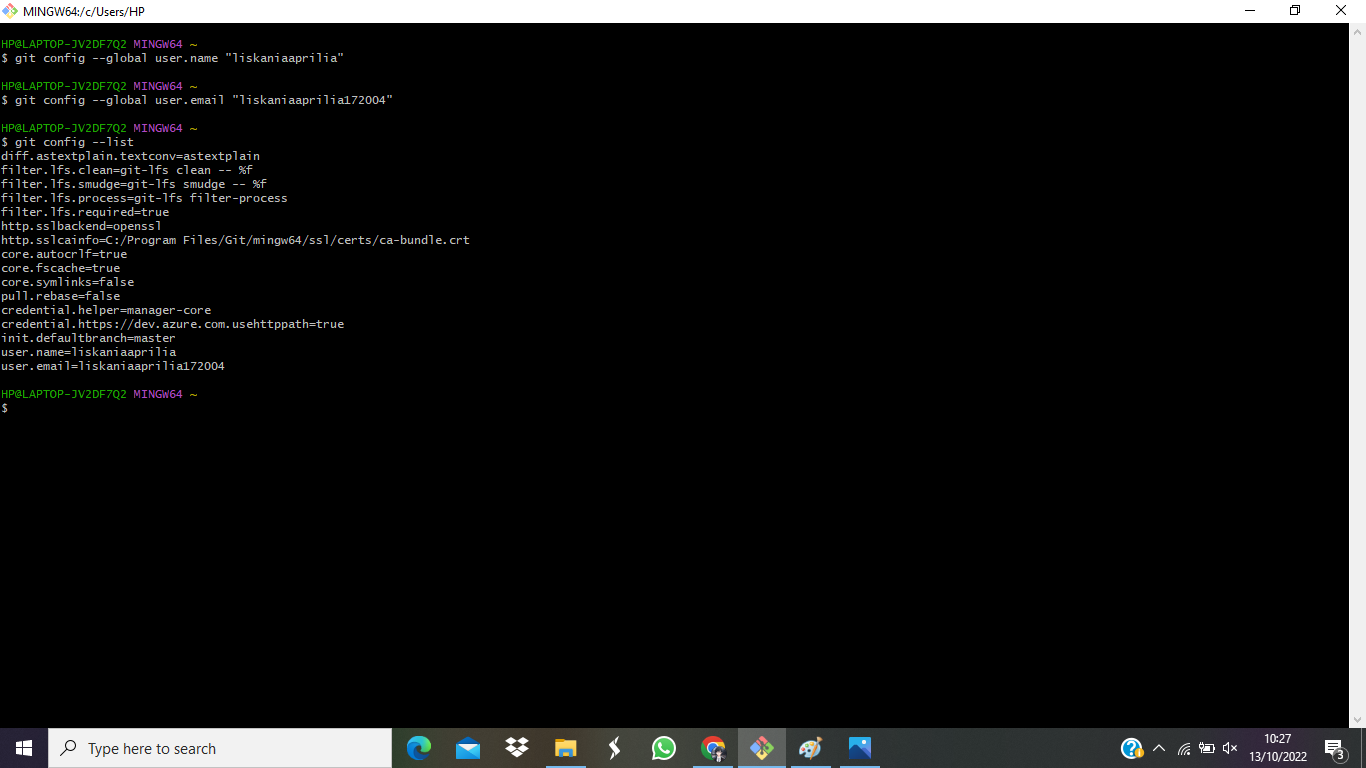 MINGW64:/c/Users/HP
HP@LAPTOP-JV2DF7Q2 MINGW64 ~
$ git config --global user.name "liskaniaaprilia"
HP@LAPTOP-JV2DF7Q2 MINGW64 ~
$ git config --global user.email "liskaniaaprilia172004"
HP@LAPTOP-JV2DF7Q2 MINGW64 ~
$ git config --list
diff.astextplain.textconv=astextplain
filter.lfs.clean=git-lfs clean -- %f
filter.lfs.smudge=git-lfs smudge -- %f
filter.lfs.process=git-lfs filter-process
filter.lfs.required=true
http.sslbackend=openssl
http.sslcainfo=C:/Program Files/Git/mingw64/ssl/certs/ca-bundle.crt
core.autocrlf=true
core.fscache=true
core.symlinks=false
pull.rebase=false
credential.helper=manager-core
credential.https://dev.azure.com.usehttppath=true
init.defaultbranch=master
user.name=liskaniaaprilia
user.email=liskaniaaprilia172004
HP@LAPTOP-JV2DF7Q2 MINGW64 ~
$
Type here to search
10:27
13/10/2022
3